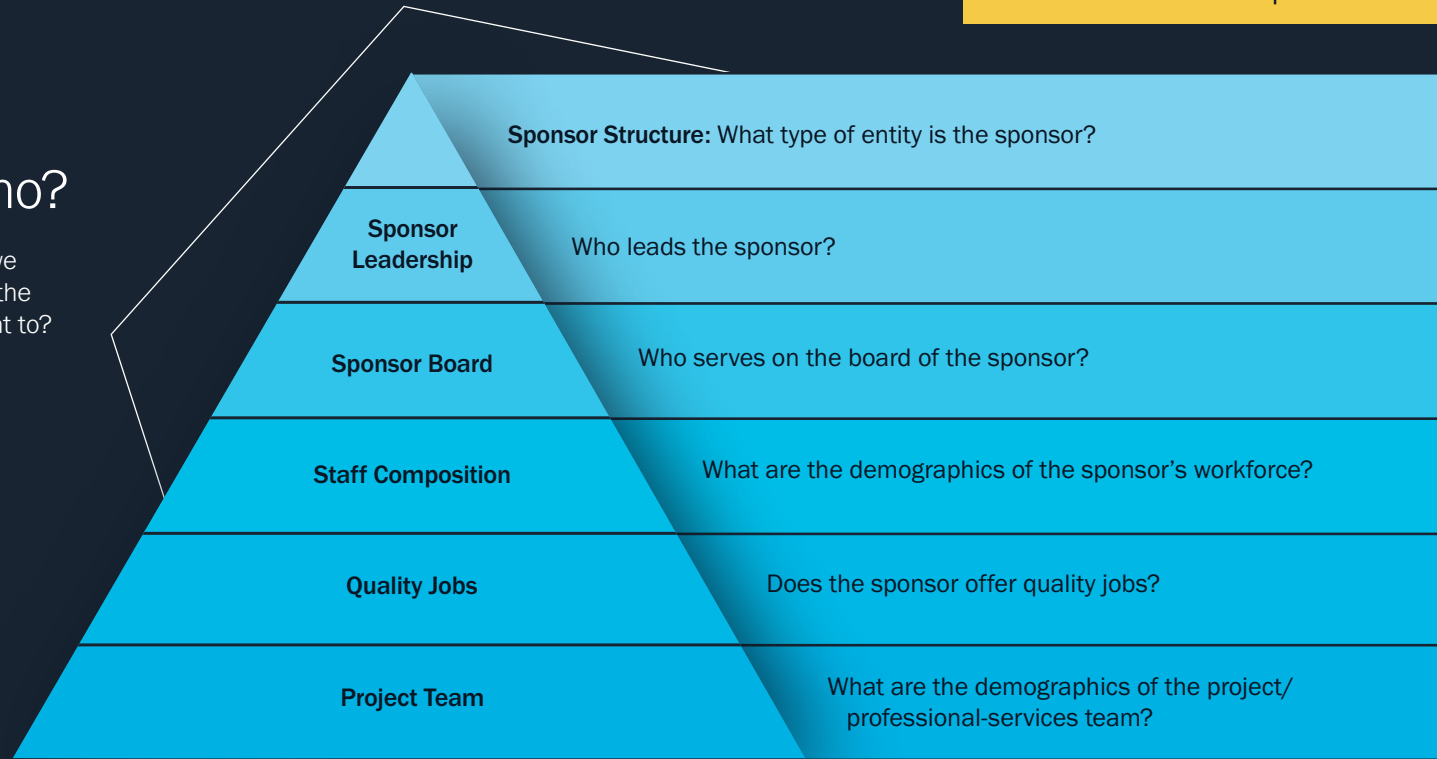 Sponsor Structure: What type of entity is the sponsor?
Sponsor
Leadership
Who leads the sponsor?
Sponsor Board
Who serves on the board of the sponsor?
Staff Composition
What are the demographics of the sponsor’s workforce?
Quality Jobs
Does the sponsor offer quality jobs?
Project Team
What are the demographics of the project/
professional-services team?
the
to?